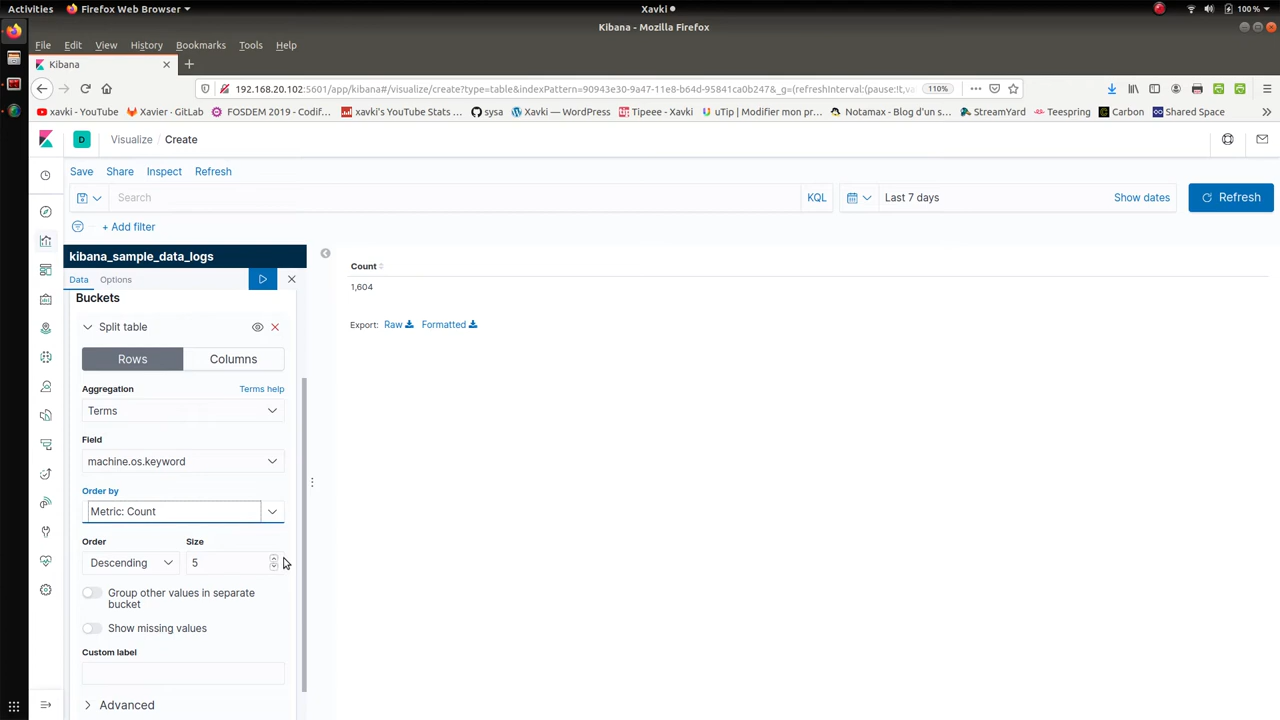 Activities
Firefox Web Browser
Xavki
100 %
Kibana - Mozilla Firefox
File Edit View History Bookmarks Tools Help
Kibana
192.168.20.102:5601/app/kibana#/visualize/create?type=table&indexPattern=90943e30-9a47-11e8-b64d-95841ca0b247&_g=(refreshInterval:(pause:!t,va
110%
xavki - YouTube
Xavier · GitLab
FOSDEM 2019 - Codif...
xavki's YouTube Stats ...
sysa
Xavki — WordPress
Tipeee - Xavki
uTip | Modifier mon pr...
Notamax - Blog d'un s...
StreamYard
Teespring
Carbon
Shared Space
D
Visualize / Create
Save Share Inspect Refresh
Search
KQL
Last 7 days
Show dates
Refresh
+ Add filter
kibana_sample_data_logs
Data Options
Count
1,604
Export: Raw Formatted
Buckets
Split table
Rows Columns
Aggregation Terms help
Terms
Field
machine.os.keyword
Order by
Metric: Count
Order Size
Descending 5
Group other values in separate
bucket
Show missing values
Custom label
Advanced